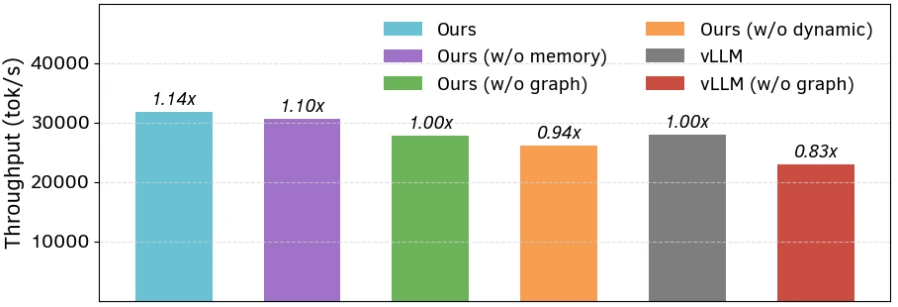 Throughput (tok/s)
40000
30000
20000
10000
Ours
Ours (w/o memory)
Ours (w/o graph)
Ours (w/o dynamic)
vLLM
vLLM (w/o graph)
1.14x
1.10x
1.00x
0.94x
1.00x
0.83x